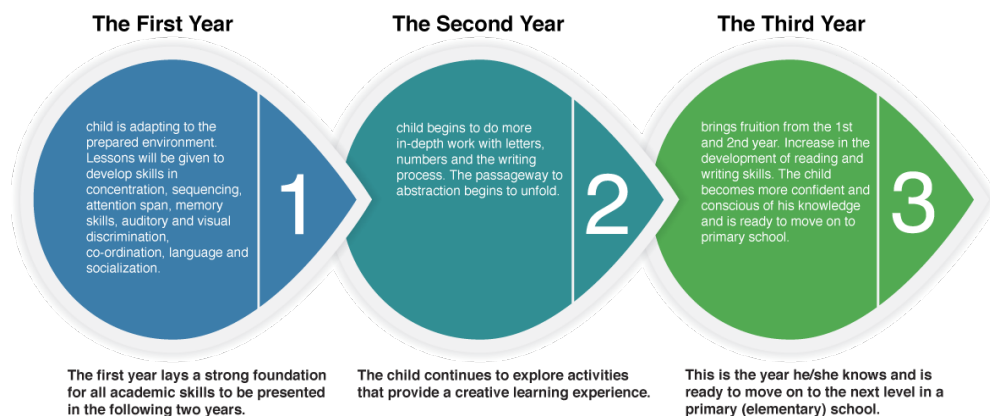 The First Year
child is adapting to the
prepared environment.
Lessons will be given to
develop skills in
concentration, sequencing,
attention span, memory
skills, auditory and visual
discrimination,
co-ordination, language and
socialization.
1
The first year lays a strong foundation
for all academic skills to be presented
in the following two years.
The Second Year
child begins to do more
in-depth work with letters,
numbers and the writing
process. The passageway to
abstraction begins to unfold.
2
The child continues to explore activities
that provide a creative learning experience.
The Third Year
brings fruition from the 1st
and 2nd year. Increase in the
development of reading and
writing skills. The child
becomes more confident and
conscious of his knowledge
and is ready to move on to
primary school.
3
This is the year he/she knows and is
ready to move on to the next level in a
primary (elementary) school.